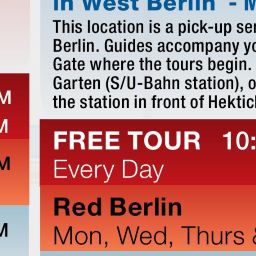 in West Berlin - M
This location is a pick-up ser
Berlin. Guides accompany yo
Gate where the tours begin.
Garten (S/U-Bahn station), o
the station in front of Hektich
M
M
M
M
FREE TOUR 10:
Every Day
Red Berlin
Mon, Wed, Thurs &